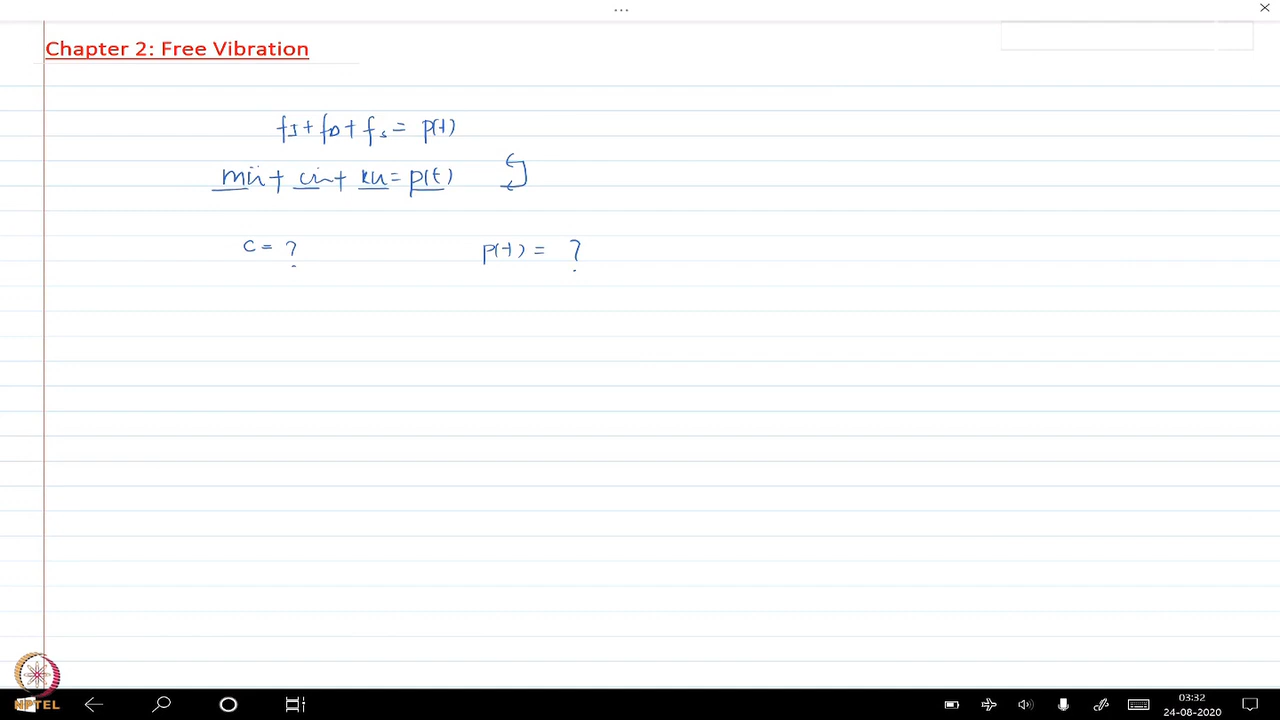 Chapter 2: Free Vibration
fI + fD + fs = p(t)
mü + cu̇ + ku = p(t)
c = ? p(t) = ?
NPTEL
03:32
24-08-2020